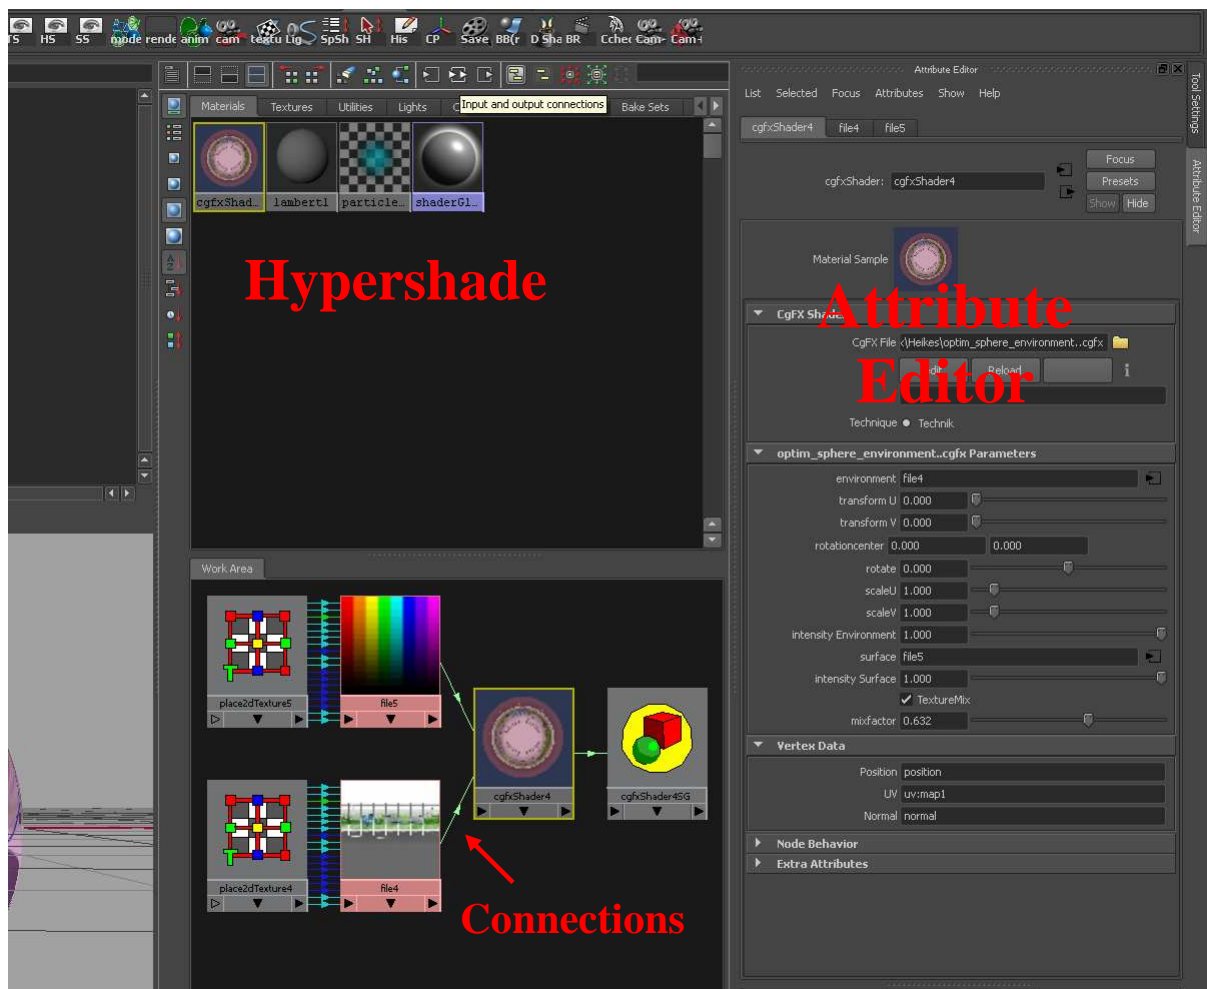 TS HS SS mode rende anim cam textu Lig SpSh SH His CP Save BB(r D Sha BR Cchec Cam- Cam-i
Attribute Editor
List Selected Focus Attributes Show Help
Materials Textures Utilities Lights C Input and output connections Bake Sets
cgfxShader4 file4 file5
Tool Settings
Attribute Editor
cgfxShad... lambert1 particle... shaderGl...
cgfxShader: cgfxShader4
Focus
Presets
Show Hide
Hypershade
Material Sample
Attribute
Editor
CgFX Shader
CgFX File <\Heikes\optim_sphere_environment..cgfx
Edit Reload i
Technique Technik
optim_sphere_environment..cgfx Parameters
environment file4
transform U 0.000
transform V 0.000
rotationcenter 0.000 0.000
rotate 0.000
scaleU 1.000
scaleV 1.000
intensity Environment 1.000
surface file5
intensity Surface 1.000
TextureMix
mixfactor 0.632
Vertex Data
Position position
UV uv:map1
Normal normal
Node Behavior
Extra Attributes
Work Area
place2dTexture5 file5
cgfxShader4 cgfxShader4SG
place2dTexture4 file4
Connections